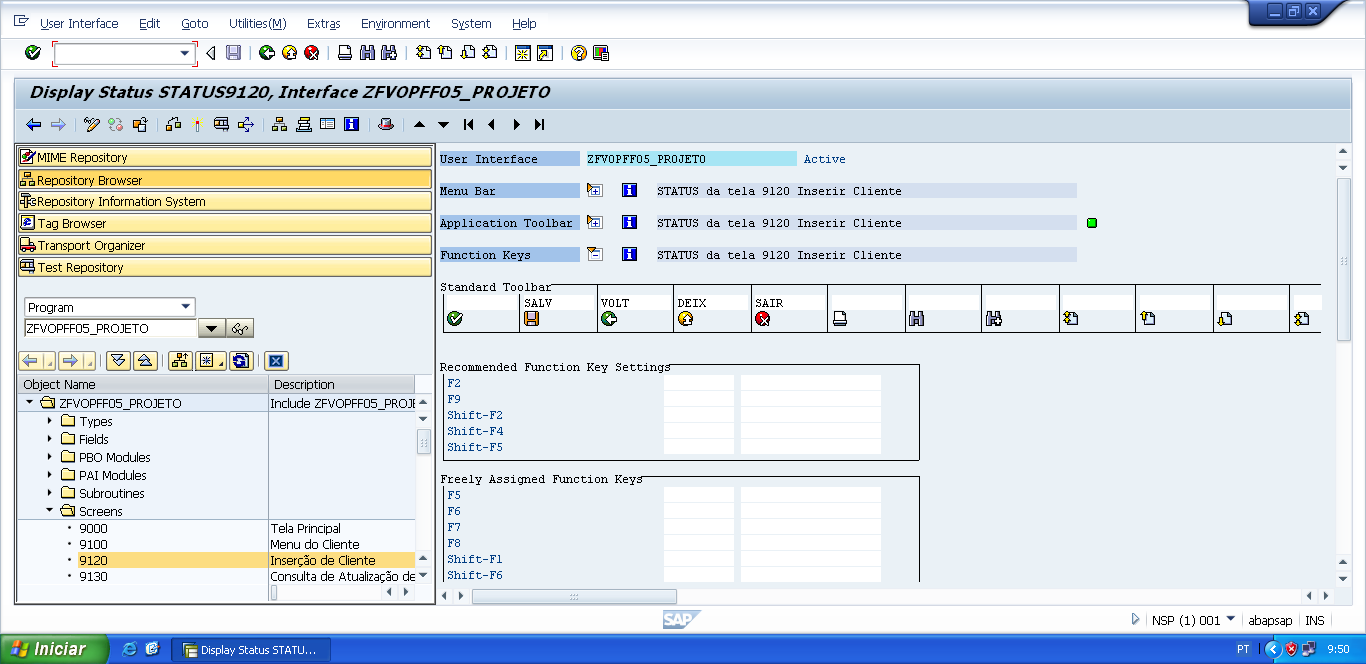 User Interface Edit Goto Utilities(M) Extras Environment System Help
Display Status STATUS9120, Interface ZFVOPFF05_PROJETO
MIME Repository
Repository Browser
Repository Information System
Tag Browser
Transport Organizer
Test Repository
Program
ZFVOPFF05_PROJETO
Object Name Description
ZFVOPFF05_PROJETO Include ZFVOPFF05_PROJE
Types
Fields
PBO Modules
PAI Modules
Subroutines
Screens
9000 Tela Principal
9100 Menu do Cliente
9120 Inserção de Cliente
9130 Consulta de Atualização de
User Interface ZFVOPFF05_PROJETO Active
Menu Bar STATUS da tela 9120 Inserir Cliente
Application Toolbar STATUS da tela 9120 Inserir Cliente
Function Keys STATUS da tela 9120 Inserir Cliente
Standard Toolbar
SALV VOLT DEIX SAIR
Recommended Function Key Settings
F2
F9
Shift-F2
Shift-F4
Shift-F5
Freely Assigned Function Keys
F5
F6
F7
F8
Shift-F1
Shift-F6
SAP
NSP (1) 001 abapsap INS
Iniciar Display Status STATU... PT 9:50